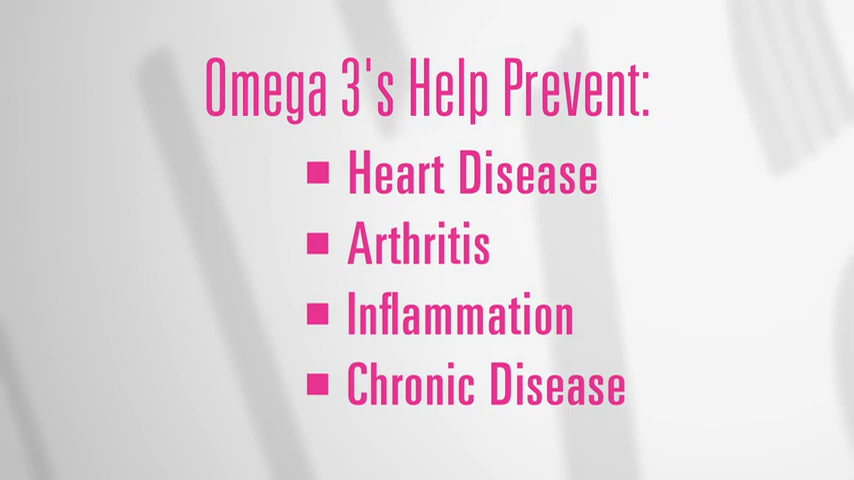 Omega 3's Help Prevent:
Heart Disease
Arthritis
Inflammation
Chronic Disease